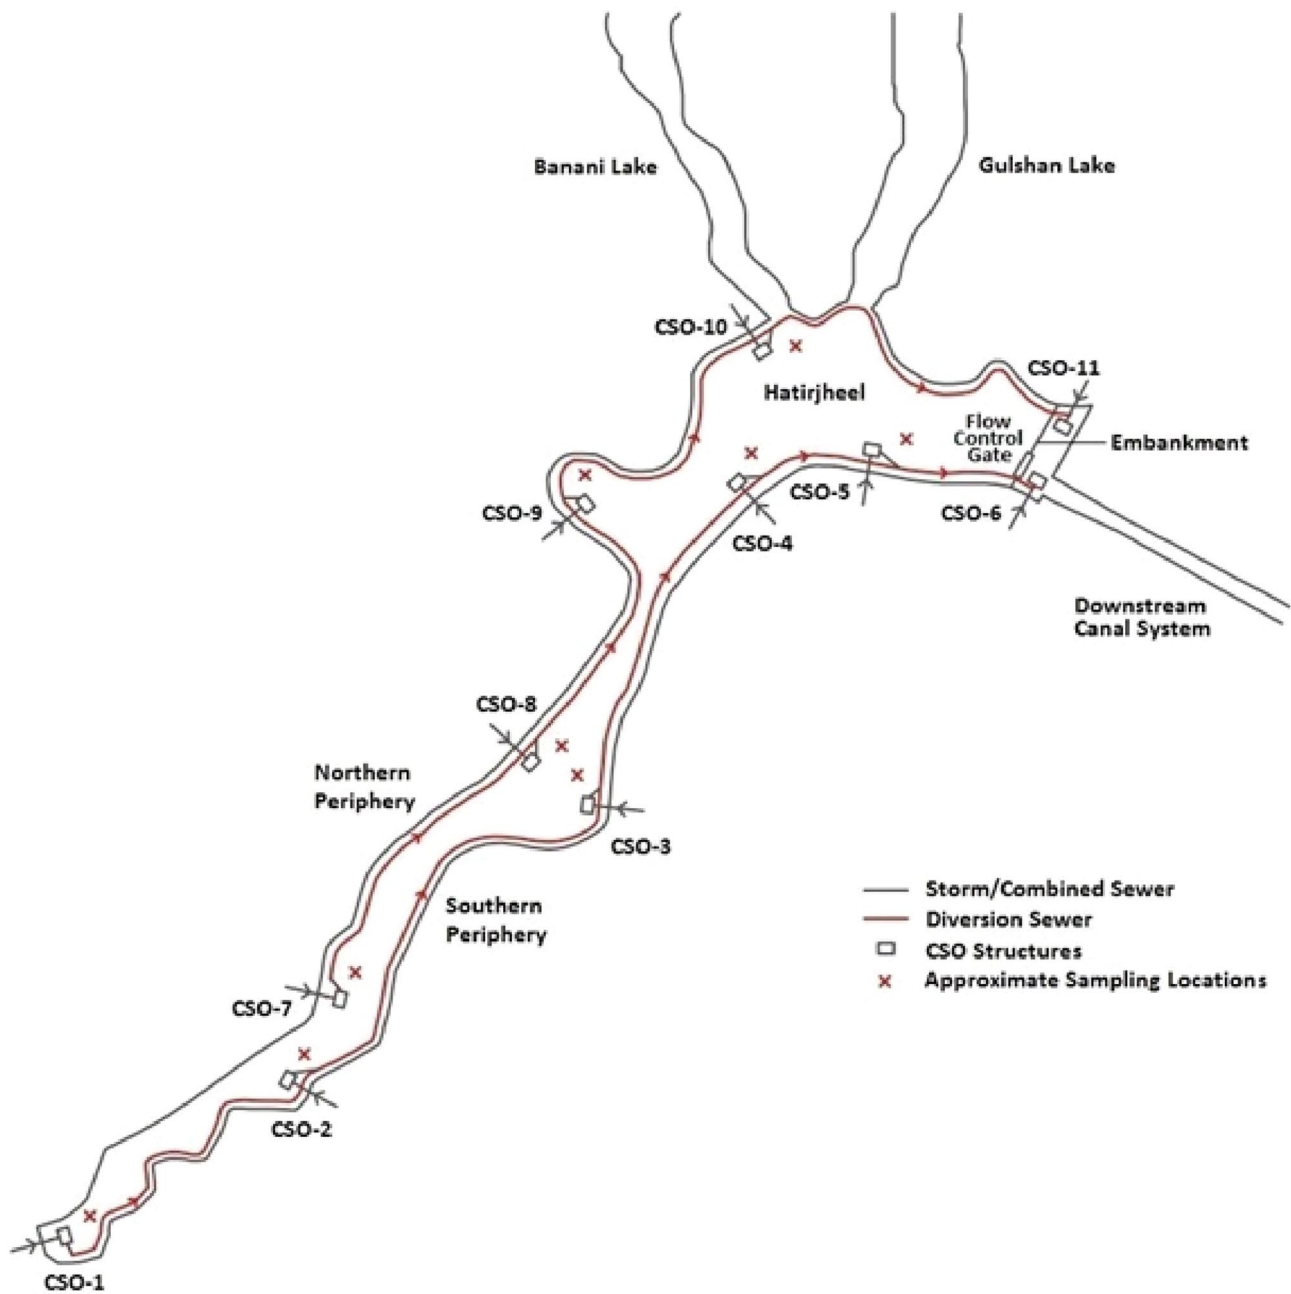 Banani Lake
Gulshan Lake
CSO-10
CSO-11
Hatirjheel
Flow
Control
Gate
Embankment
CSO-9
CSO-5
CSO-6
CSO-4
Downstream
Canal System
CSO-8
Northern
Periphery
CSO-3
Southern
Periphery
Storm/Combined Sewer
Diversion Sewer
CSO Structures
Approximate Sampling Locations
CSO-7
CSO-2
CSO-1